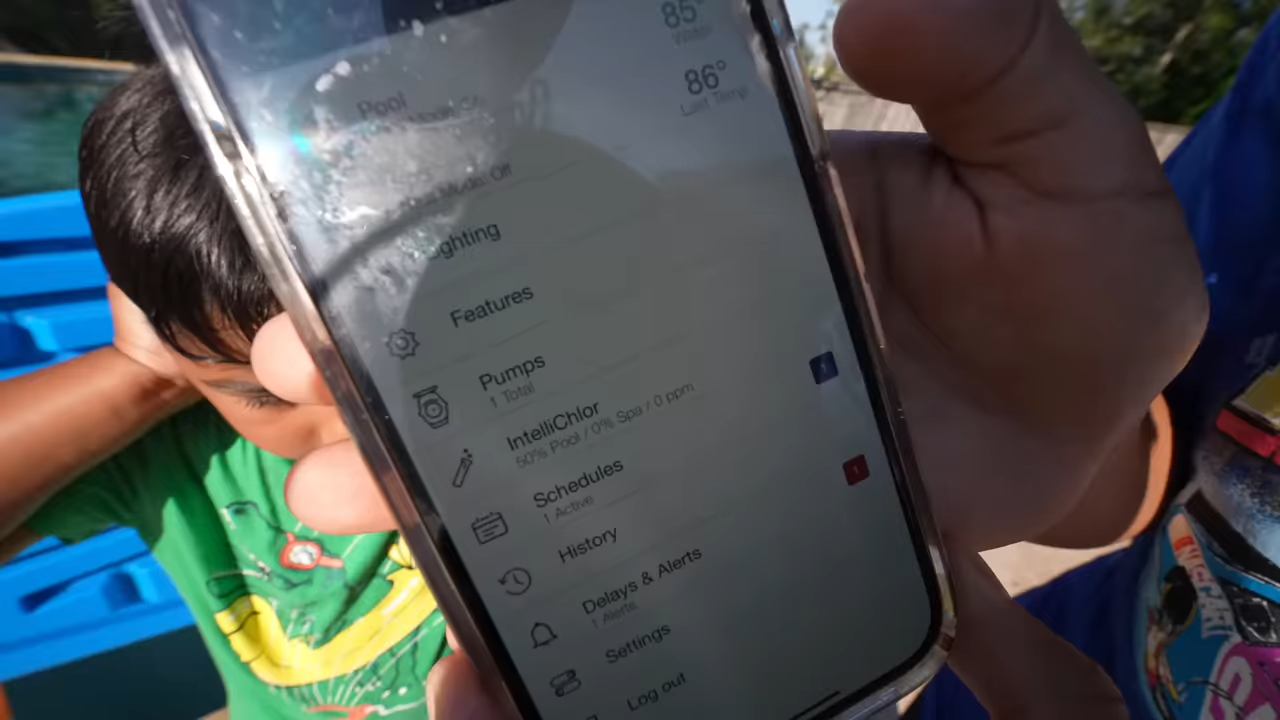 85°
Water
86°
Last Temp
Pool
Mode: Off
ghting
Features
Pumps
1 Total
IntelliChlor
50% Pool / 0% Spa / 0 ppm
1
Schedules
1 Active
History
1
Delays & Alerts
1 Alerts
Settings
Log out